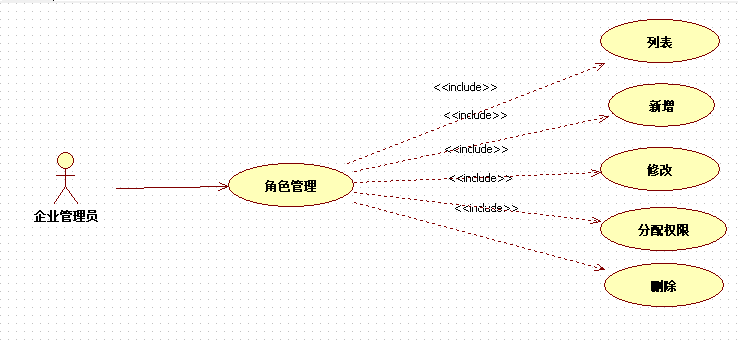 列表
<<include>>
新增
<<include>>
<<include>>
修改
<<include>>
角色管理
<<include>>
企业管理员
分配权限
删除